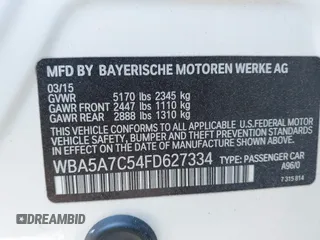 MFD BY BAYERISCHE MOTOREN WERKE AG
03/15
GVWR 5170 lbs 2345 kg
GAWR FRONT 2447 lbs 1110 kg
GAWR REAR 2888 lbs 1310 kg
THIS VEHICLE CONFORMS TO ALL APPLICABLE U.S.FEDERAL MOTOR
VEHICLE SAFETY, BUMPER, AND THEFT PREVENTION STANDARDS
IN EFFECT ON THE DATE OF MANUFACTURE SHOWN ABOVE.
WBA5A7C54FD627334 TYPE: PASSENGER CAR
A96/0
7 315 814
DREAMBID